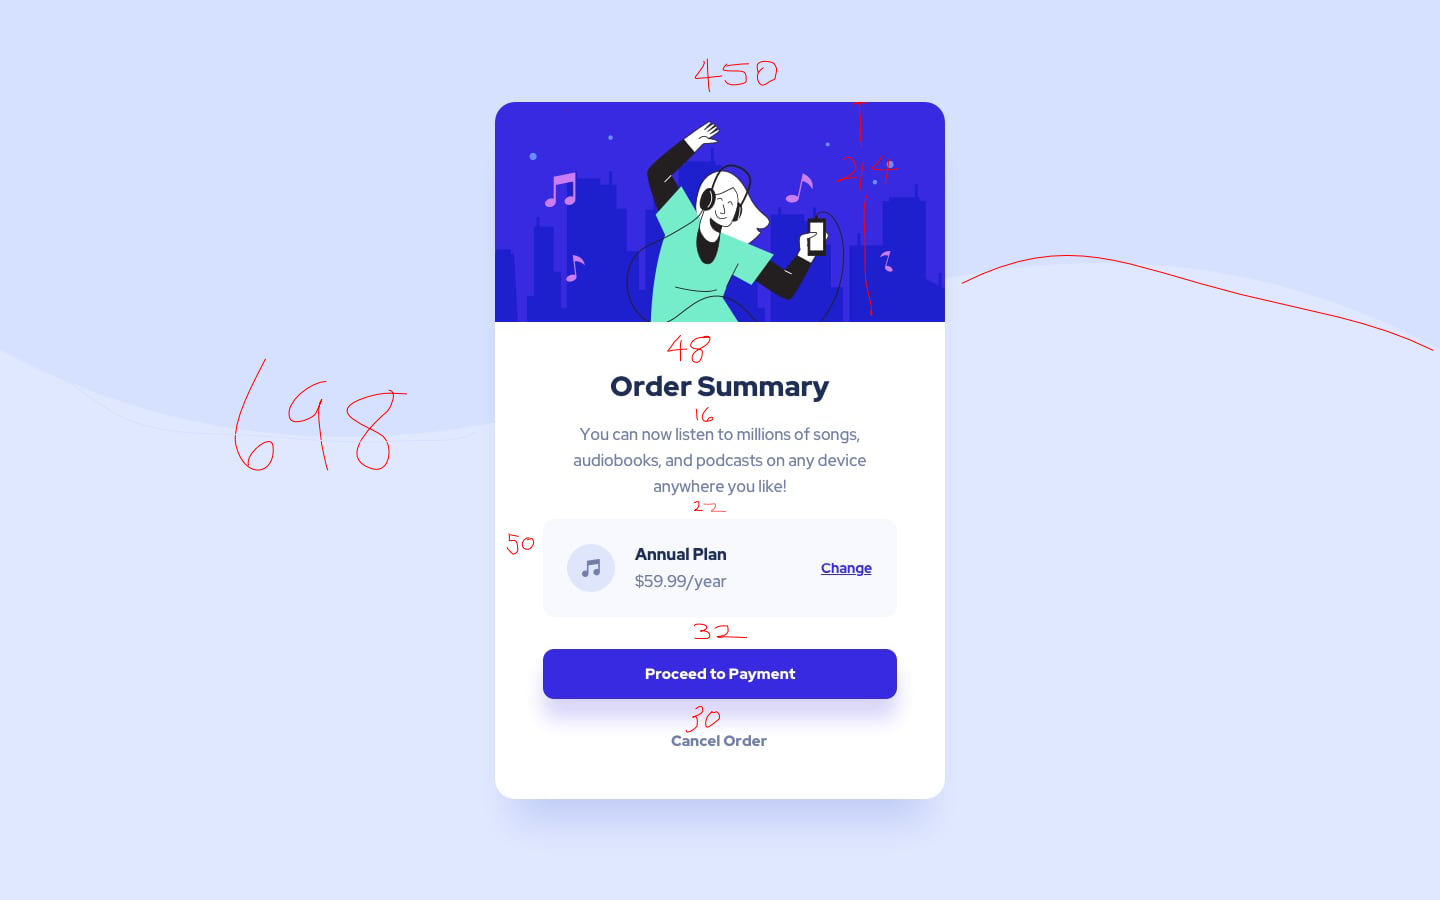 450
214
48
Order Summary
16
You can now listen to millions of songs,
audiobooks, and podcasts on any device
anywhere you like!
698
22
50
Annual Plan
$59.99/year
Change
32
Proceed to Payment
30
Cancel Order